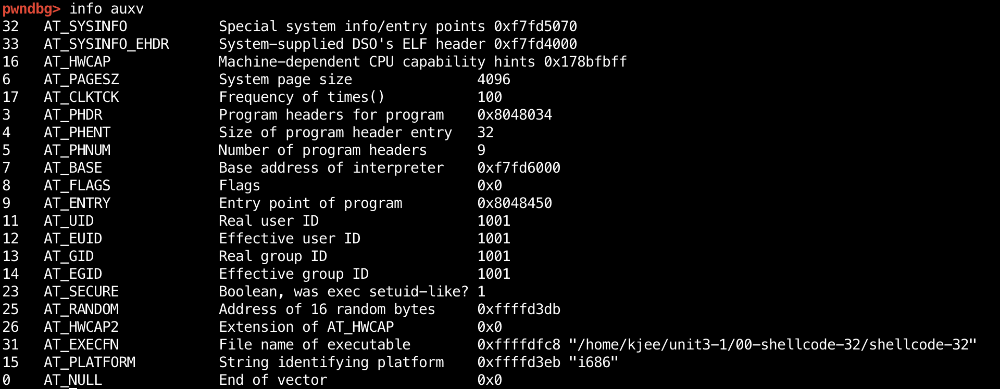 pwndbg> info auxv
32   AT_SYSINFO           Special system info/entry points 0xf7fd5070
33   AT_SYSINFO_EHDR      System-supplied DSO's ELF header 0xf7fd4000
16   AT_HWCAP             Machine-dependent CPU capability hints 0x178bfbff
6    AT_PAGESZ            System page size               4096
17   AT_CLKTCK            Frequency of times()           100
3    AT_PHDR              Program headers for program    0x8048034
4    AT_PHENT             Size of program header entry   32
5    AT_PHNUM             Number of program headers      9
7    AT_BASE              Base address of interpreter    0xf7fd6000
8    AT_FLAGS             Flags                          0x0
9    AT_ENTRY             Entry point of program         0x8048450
11   AT_UID               Real user ID                   1001
12   AT_EUID              Effective user ID              1001
13   AT_GID               Real group ID                  1001
14   AT_EGID              Effective group ID             1001
23   AT_SECURE            Boolean, was exec setuid-like? 1
25   AT_RANDOM            Address of 16 random bytes     0xffffd3db
26   AT_HWCAP2            Extension of AT_HWCAP          0x0
31   AT_EXECFN            File name of executable        0xffffdfc8 "/home/kjee/unit3-1/00-shellcode-32/shellcode-32"
15   AT_PLATFORM          String identifying platform    0xffffd3eb "i686"
0    AT_NULL              End of vector                  0x0